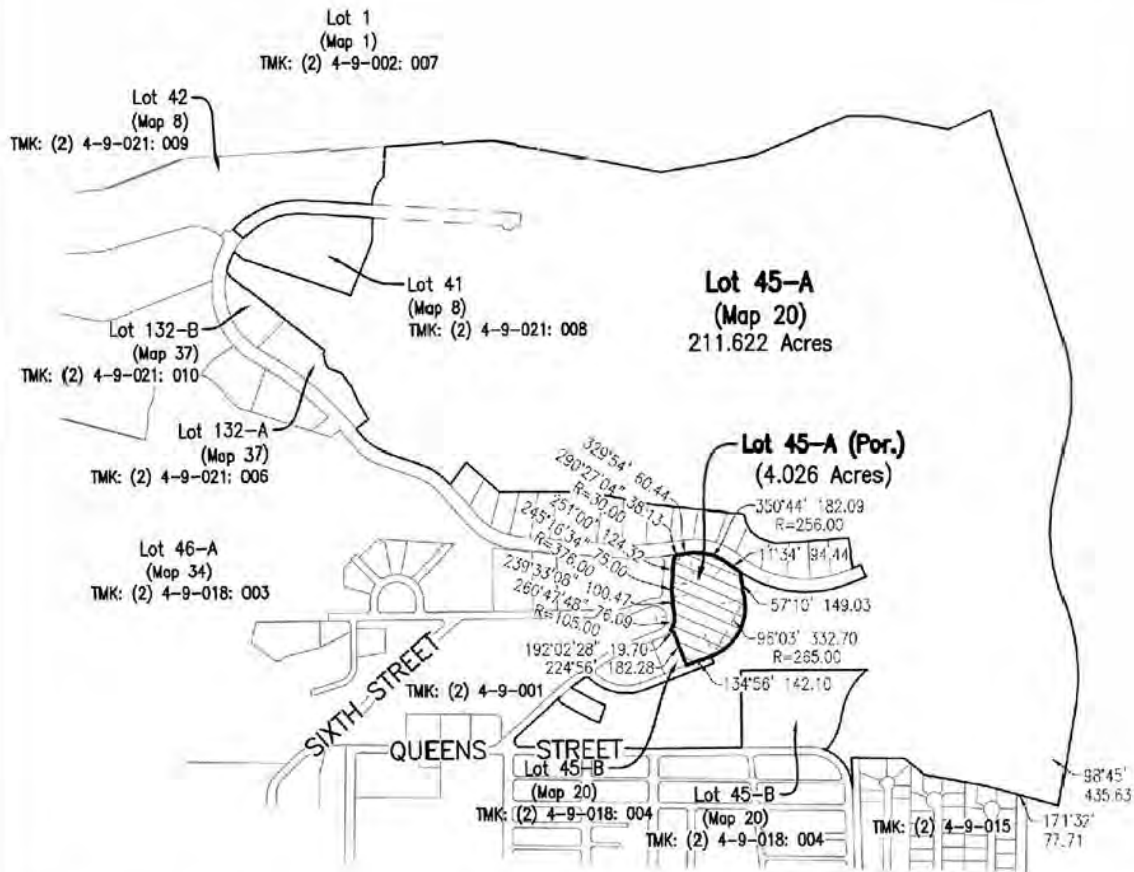 Lot 1
(Map 1)
TMK: (2) 4-9-002: 007
Lot 42
(Map 8)
TMK: (2) 4-9-021: 009
Lot 41
(Map 8)
TMK: (2) 4-9-021: 008
Lot 45-A
(Map 20)
211.622 Acres
Lot 132-B
(Map 37)
TMK: (2) 4-9-021: 010
Lot 132-A
(Map 37)
TMK: (2) 4-9-021: 006
Lot 45-A (Por.)
(4.026 Acres)
329°54' 60.44
290°27'04" 38.13
R=30.00
251°00' 124.32
245°16'34" 75.00
R=376.00
239°33'08" 100.47
260°47'48" 76.09
R=105.00
192°02'28" 19.70
224°56' 182.28
350°44' 182.09
R=256.00
11°34' 94.44
57°10' 149.03
96°03' 332.70
R=265.00
134°56' 142.10
Lot 46-A
(Map 34)
TMK: (2) 4-9-018: 003
SIXTH STREET
TMK: (2) 4-9-001
QUEENS STREET
Lot 45-B
(Map 20)
TMK: (2) 4-9-018: 004
Lot 45-B
(Map 20)
TMK: (2) 4-9-018: 004
TMK: (2) 4-9-015
98°45'
435.63
171°32'
77.71